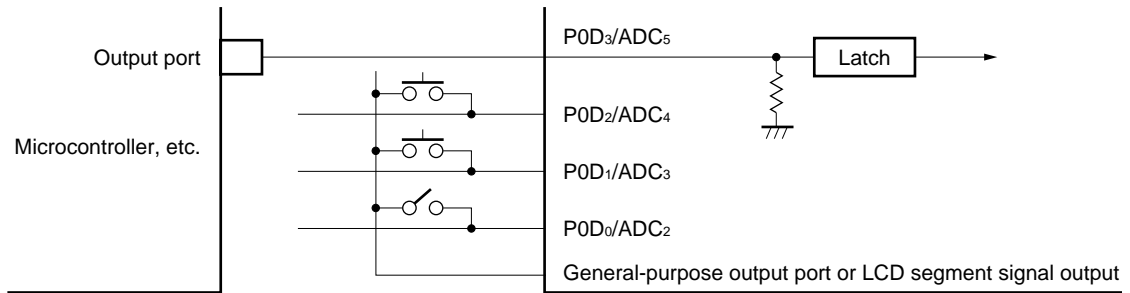 P0D₃/ADC₅
Output port
Latch
P0D₂/ADC₄
Microcontroller, etc.
P0D₁/ADC₃
P0D₀/ADC₂
General-purpose output port or LCD segment signal output